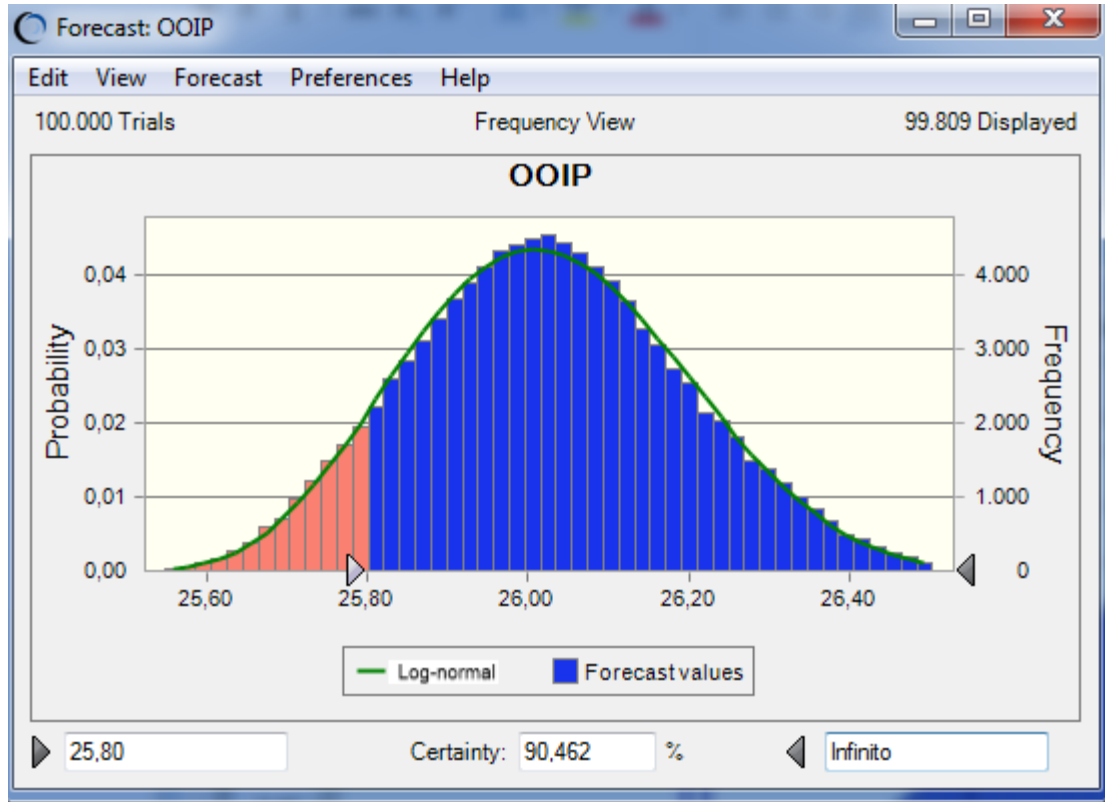 Forecast: OOIP
Edit View Forecast Preferences Help
100.000 Trials Frequency View 99.809 Displayed
OOIP
Probability
0,04
0,03
0,02
0,01
0,00
4.000
3.000
2.000
1.000
0
Frequency
25,60 25,80 26,00 26,20 26,40
Log-normal Forecast values
25,80 Certainty: 90,462 % Infinito